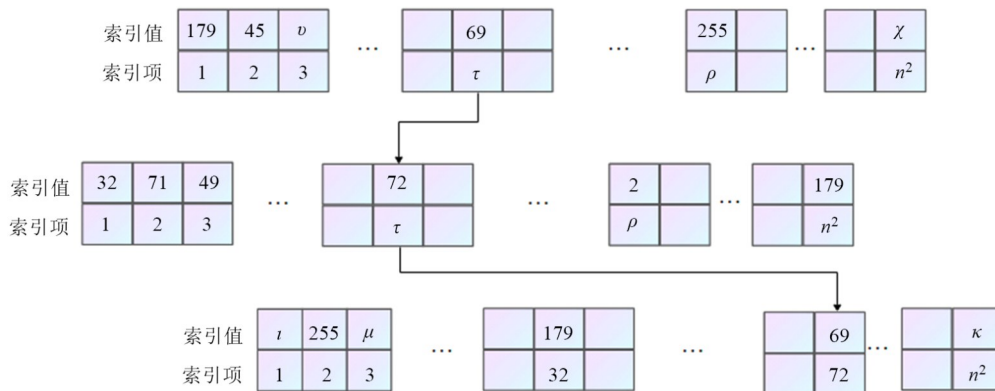 索引值 179 45 υ … 69 … 255 … χ
索引项 1 2 3 τ ρ n²
索引值 32 71 49 … 72 … 2 … 179
索引项 1 2 3 τ ρ n²
索引值 ι 255 μ … 179 … 69 … κ
索引项 1 2 3 32 72 n²